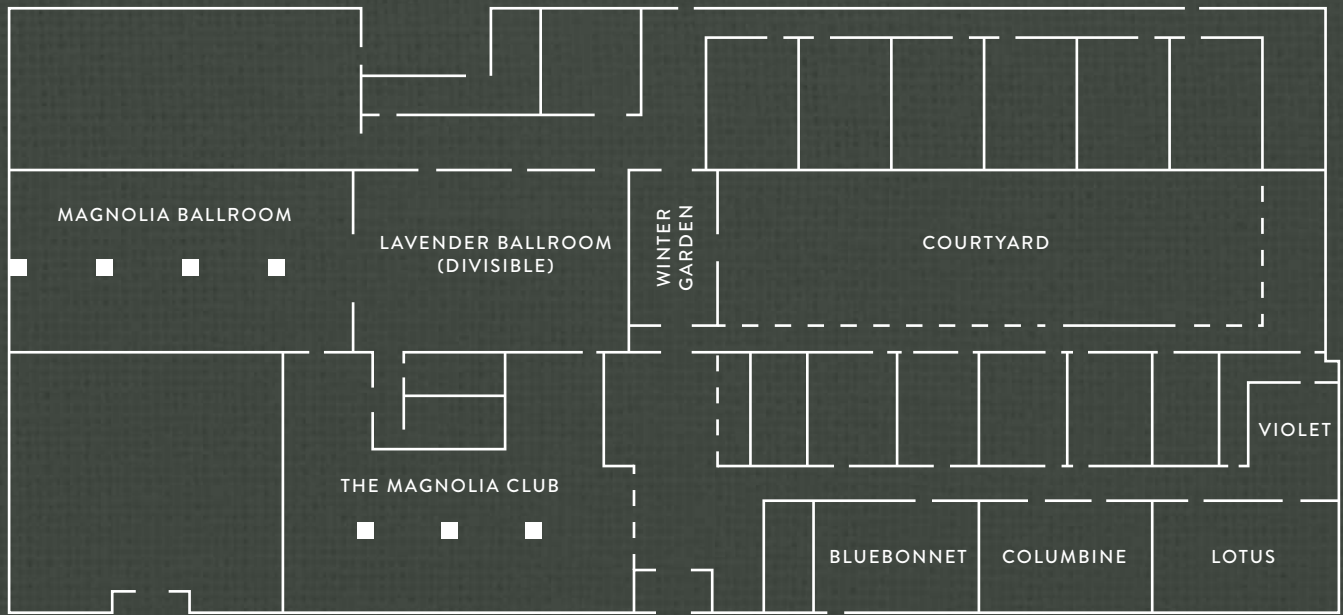 MAGNOLIA BALLROOM
LAVENDER BALLROOM
(DIVISIBLE)
WINTER
GARDEN
COURTYARD
VIOLET
THE MAGNOLIA CLUB
BLUEBONNET
COLUMBINE
LOTUS